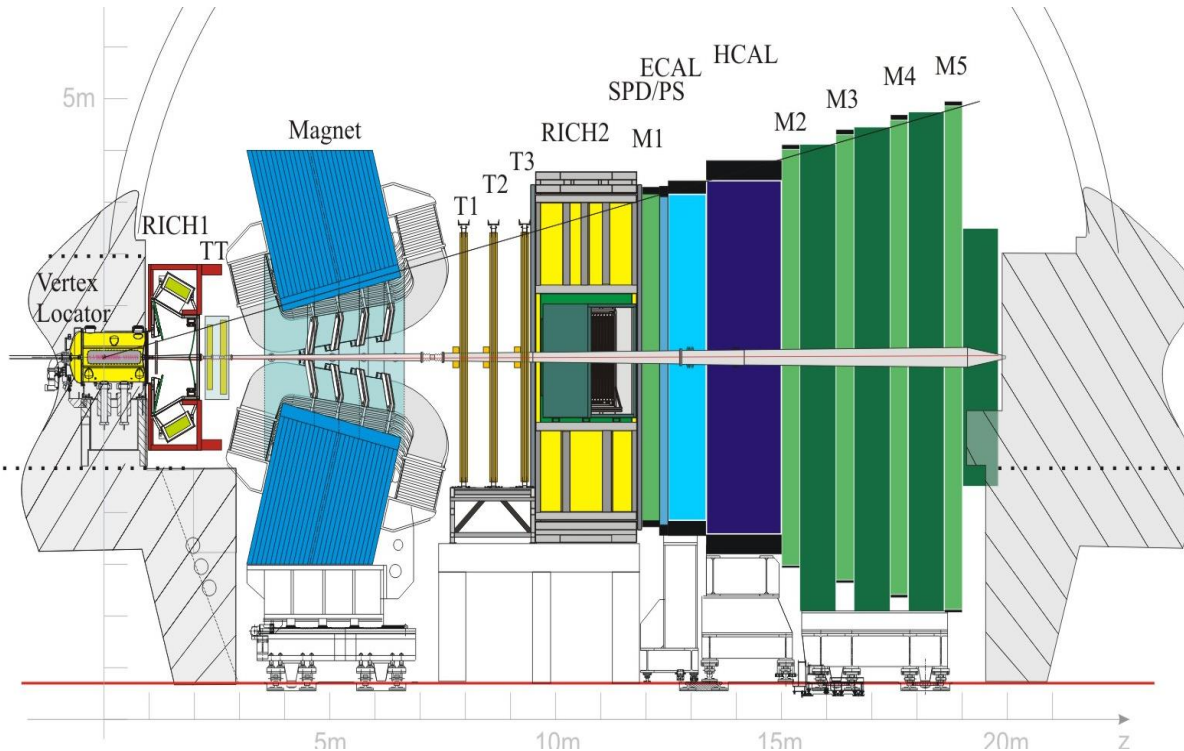 HCAL
ECAL
SPD/PS
M5
M4
M3
M2
M1
5m
Magnet
RICH2
T3
T2
T1
RICH1
TT
Vertex
Locator
5m
10m
15m
20m
z